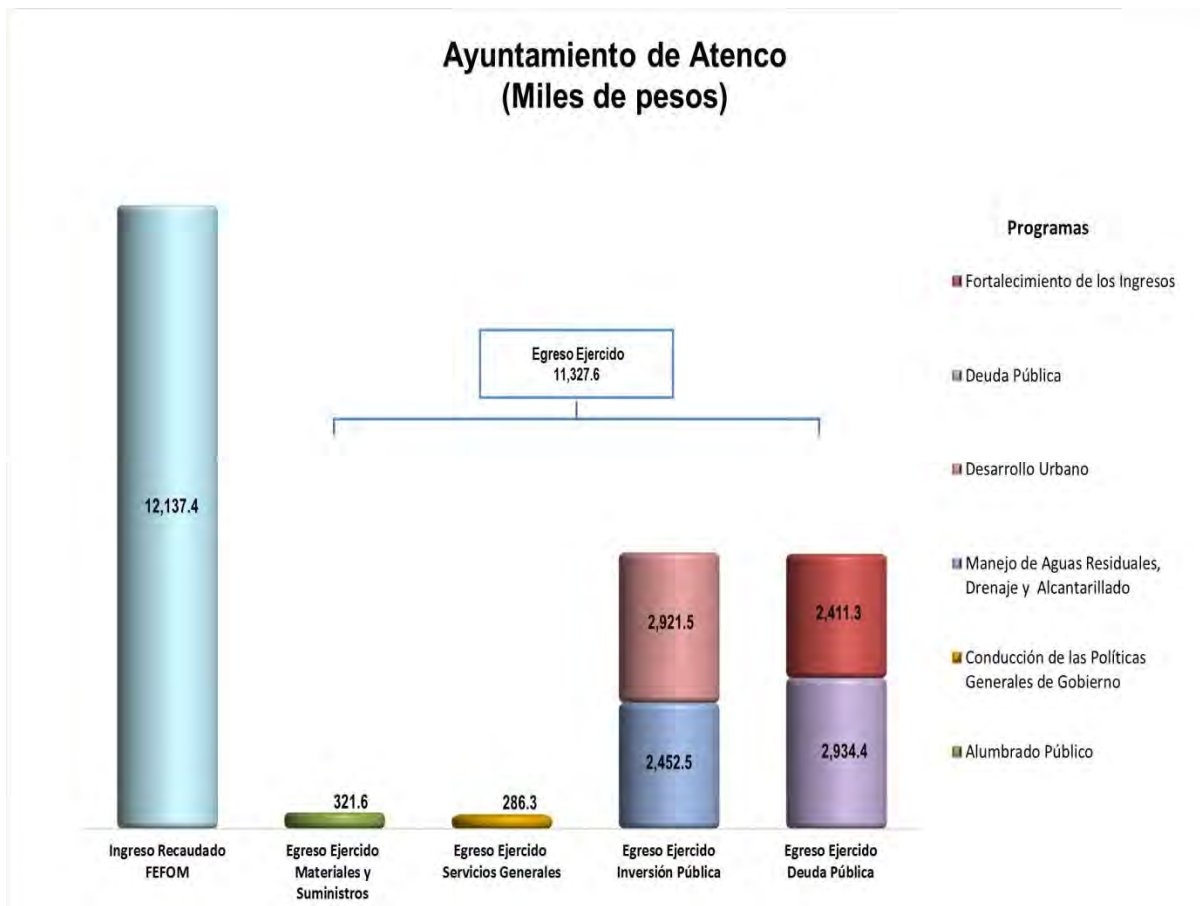 Ayuntamiento de Atenco
(Miles de pesos)
Programas
Fortalecimiento de los Ingresos
Deuda Pública
Desarrollo Urbano
Manejo de Aguas Residuales,
Drenaje y Alcantarillado
Conducción de las Políticas
Generales de Gobierno
Alumbrado Público
Egreso Ejercido
11,327.6
12,137.4
321.6
286.3
2,921.5
2,452.5
2,411.3
2,934.4
Ingreso Recaudado
FEFOM
Egreso Ejercido
Materiales y
Suministros
Egreso Ejercido
Servicios Generales
Egreso Ejercido
Inversión Pública
Egreso Ejercido
Deuda Pública